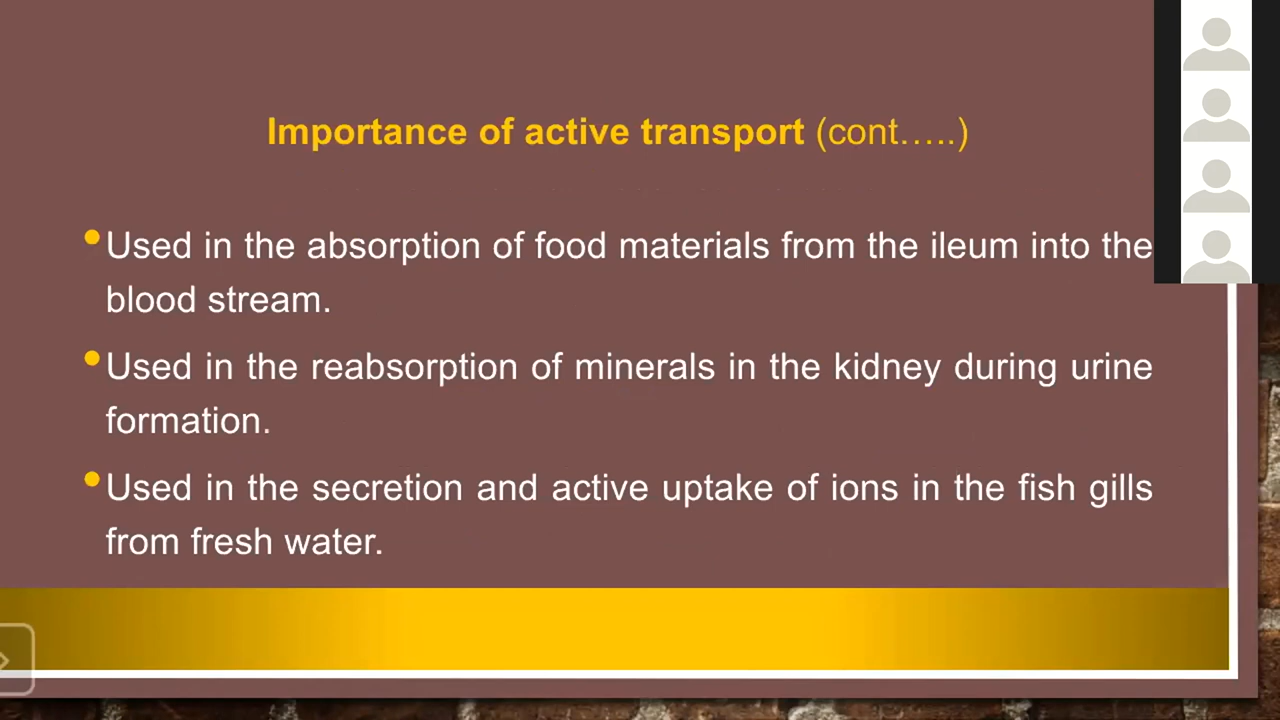 Importance of active transport (cont…..)
•Used in the absorption of food materials from the ileum into the
blood stream.
•Used in the reabsorption of minerals in the kidney during urine
formation.
•Used in the secretion and active uptake of ions in the fish gills
from fresh water.